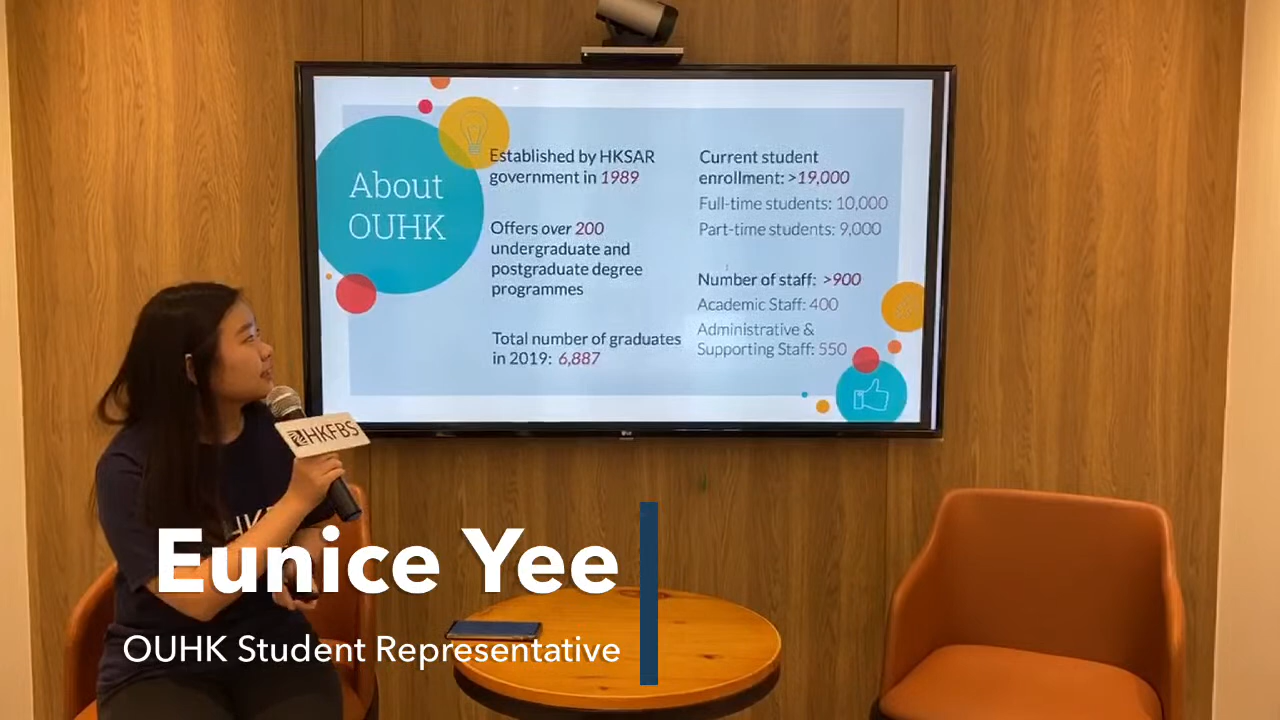 About
OUHK
Established by HKSAR
government in 1989
Offers over 200
undergraduate and
postgraduate degree
programmes
Total number of graduates
in 2019: 6,887
Current student
enrollment: >19,000
Full-time students: 10,000
Part-time students: 9,000
Number of staff: >900
Academic Staff: 400
Administrative &
Supporting Staff: 550
LG
HKFBS
Eunice Yee
OUHK Student Representative